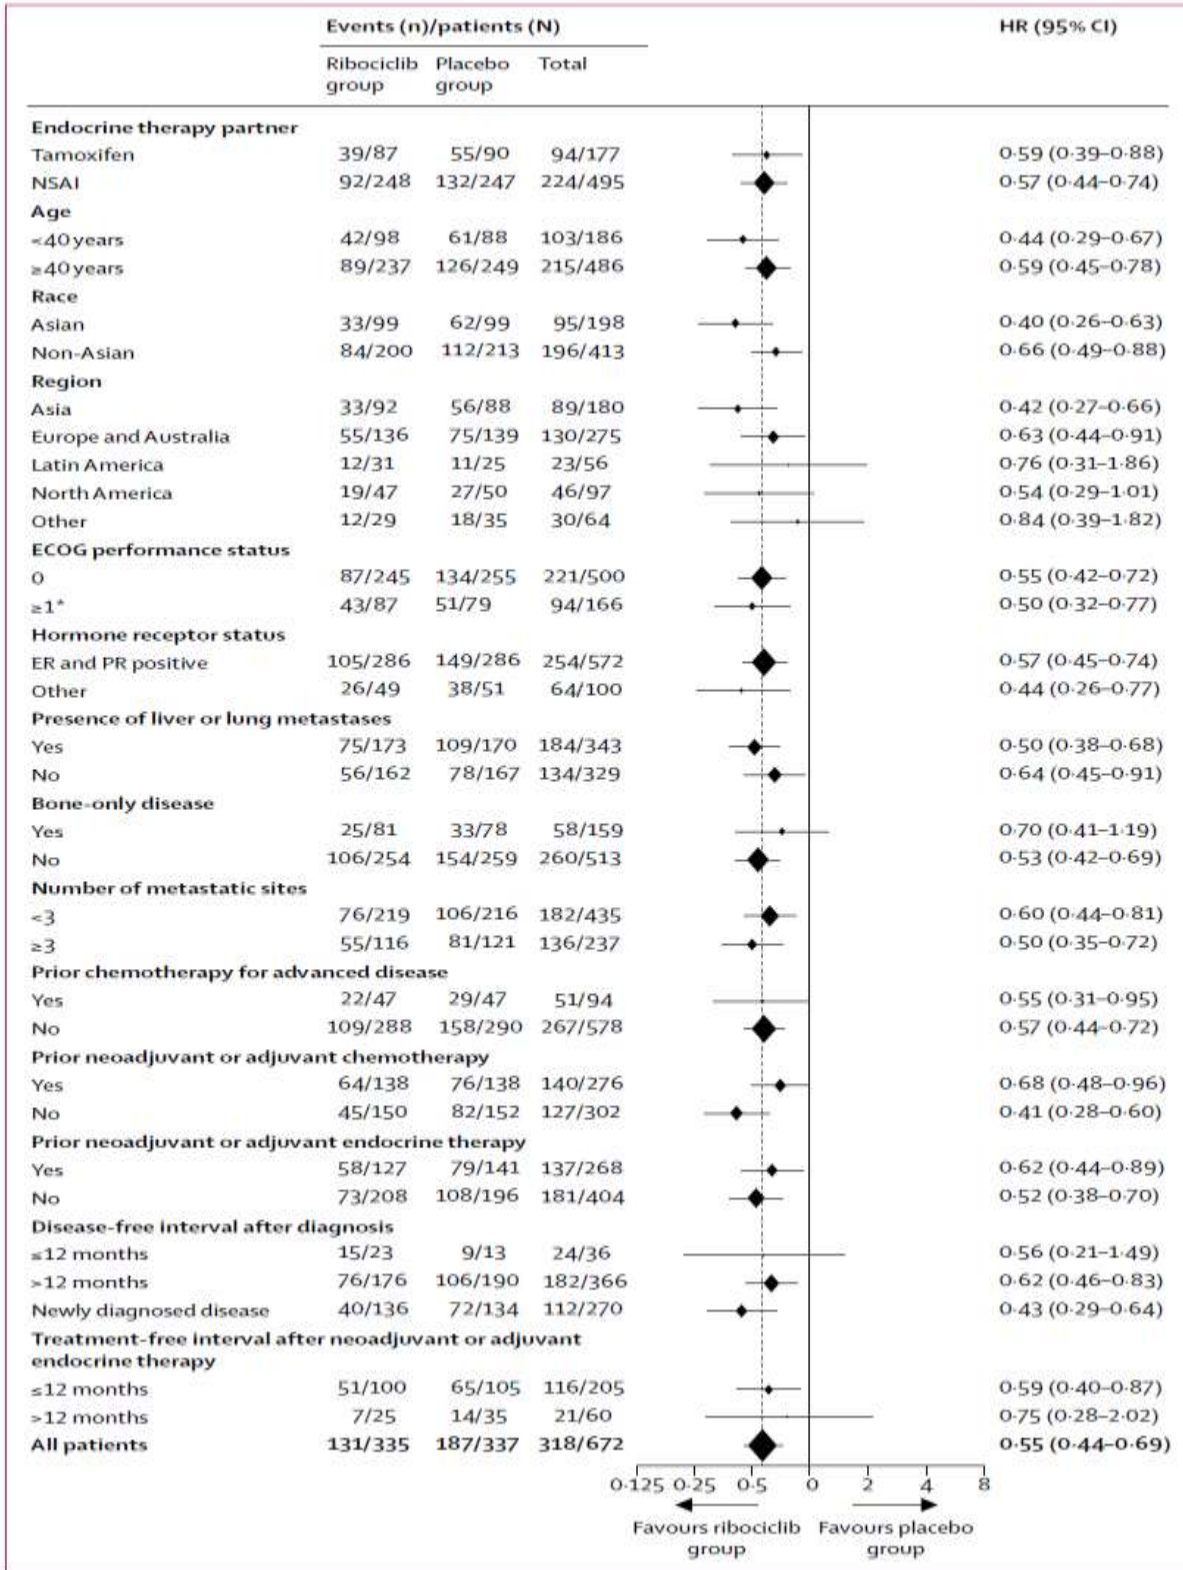 Events (n)/patients (N) HR (95% CI)
Ribociclib group Placebo group Total
Endocrine therapy partner
Tamoxifen 39/87 55/90 94/177 0·59 (0·39–0·88)
NSAI 92/248 132/247 224/495 0·57 (0·44–0·74)
Age
<40 years 42/98 61/88 103/186 0·44 (0·29–0·67)
≥40 years 89/237 126/249 215/486 0·59 (0·45–0·78)
Race
Asian 33/99 62/99 95/198 0·40 (0·26–0·63)
Non-Asian 84/200 112/213 196/413 0·66 (0·49–0·88)
Region
Asia 33/92 56/88 89/180 0·42 (0·27–0·66)
Europe and Australia 55/136 75/139 130/275 0·63 (0·44–0·91)
Latin America 12/31 11/25 23/56 0·76 (0·31–1·86)
North America 19/47 27/50 46/97 0·54 (0·29–1·01)
Other 12/29 18/35 30/64 0·84 (0·39–1·82)
ECOG performance status
0 87/245 134/255 221/500 0·55 (0·42–0·72)
≥1* 43/87 51/79 94/166 0·50 (0·32–0·77)
Hormone receptor status
ER and PR positive 105/286 149/286 254/572 0·57 (0·45–0·74)
Other 26/49 38/51 64/100 0·44 (0·26–0·77)
Presence of liver or lung metastases
Yes 75/173 109/170 184/343 0·50 (0·38–0·68)
No 56/162 78/167 134/329 0·64 (0·45–0·91)
Bone-only disease
Yes 25/81 33/78 58/159 0·70 (0·41–1·19)
No 106/254 154/259 260/513 0·53 (0·42–0·69)
Number of metastatic sites
<3 76/219 106/216 182/435 0·60 (0·44–0·81)
≥3 55/116 81/121 136/237 0·50 (0·35–0·72)
Prior chemotherapy for advanced disease
Yes 22/47 29/47 51/94 0·55 (0·31–0·95)
No 109/288 158/290 267/578 0·57 (0·44–0·72)
Prior neoadjuvant or adjuvant chemotherapy
Yes 64/138 76/138 140/276 0·68 (0·48–0·96)
No 45/150 82/152 127/302 0·41 (0·28–0·60)
Prior neoadjuvant or adjuvant endocrine therapy
Yes 58/127 79/141 137/268 0·62 (0·44–0·89)
No 73/208 108/196 181/404 0·52 (0·38–0·70)
Disease-free interval after diagnosis
≤12 months 15/23 9/13 24/36 0·56 (0·21–1·49)
>12 months 76/176 106/190 182/366 0·62 (0·46–0·83)
Newly diagnosed disease 40/136 72/134 112/270 0·43 (0·29–0·64)
Treatment-free interval after neoadjuvant or adjuvant
endocrine therapy
≤12 months 51/100 65/105 116/205 0·59 (0·40–0·87)
>12 months 7/25 14/35 21/60 0·75 (0·28–2·02)
All patients 131/335 187/337 318/672 0·55 (0·44–0·69)
0·125 0·25 0·5 0 2 4 8
Favours ribociclib group Favours placebo group